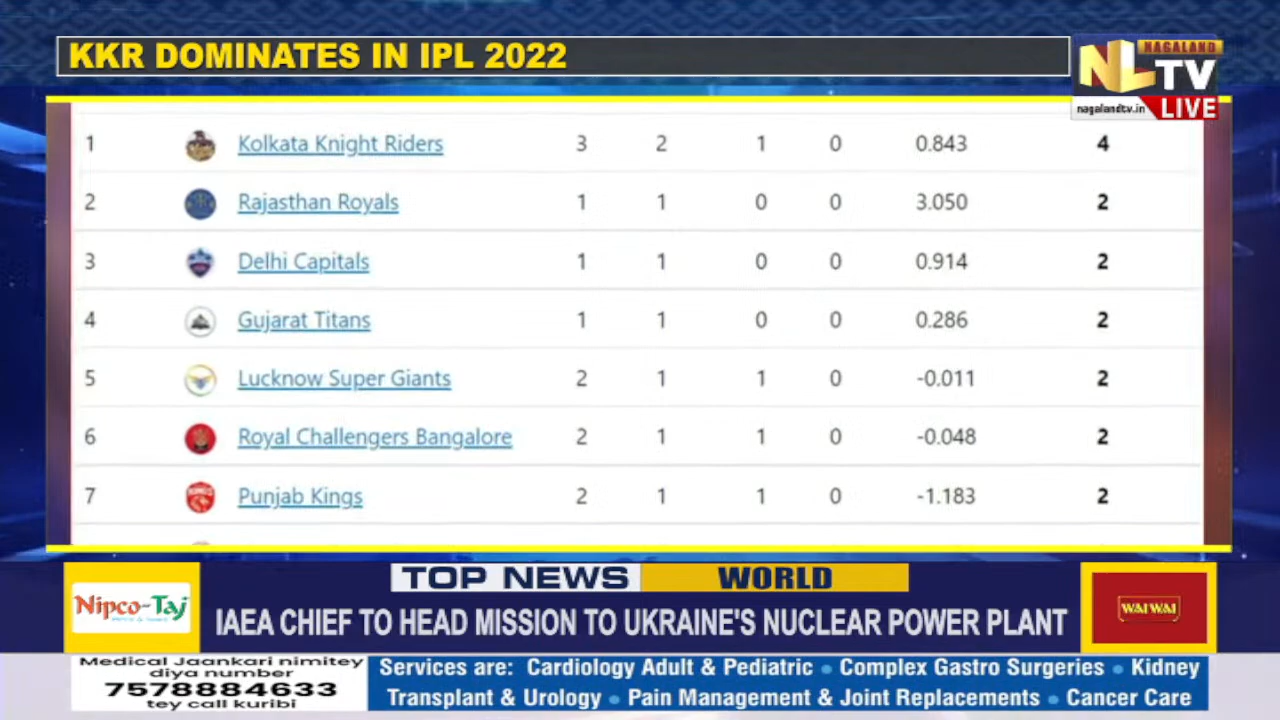 KKR DOMINATES IN IPL 2022
NAGALAND
NLTV
nagalandtv.in LIVE
1 Kolkata Knight Riders 3 2 1 0 0.843 4
2 Rajasthan Royals 1 1 0 0 3.050 2
3 Delhi Capitals 1 1 0 0 0.914 2
4 Gujarat Titans 1 1 0 0 0.286 2
5 Lucknow Super Giants 2 1 1 0 -0.011 2
6 Royal Challengers Bangalore 2 1 1 0 -0.048 2
7 Punjab Kings 2 1 1 0 -1.183 2
TOP NEWS WORLD
Nipco-Taj
IAEA CHIEF TO HEAD MISSION TO UKRAINE'S NUCLEAR POWER PLANT
WAI WAI
Medical Jaankari nimitey
diya number
7578884633
tey call kuribi
Services are: Cardiology Adult & Pediatric • Complex Gastro Surgeries • Kidney
Transplant & Urology • Pain Management & Joint Replacements • Cancer Care